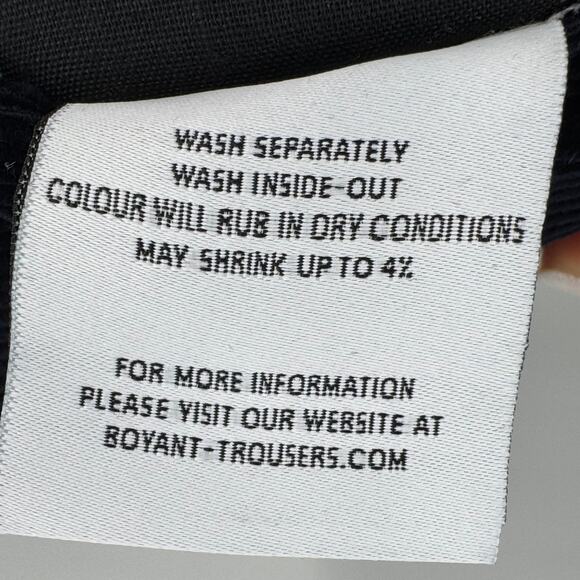 WASH SEPARATELY
WASH INSIDE-OUT
COLOUR WILL RUB IN DRY CONDITIONS
MAY SHRINK UP TO 4%
FOR MORE INFORMATION
PLEASE VISIT OUR WEBSITE AT
BOYANT-TROUSERS.COM